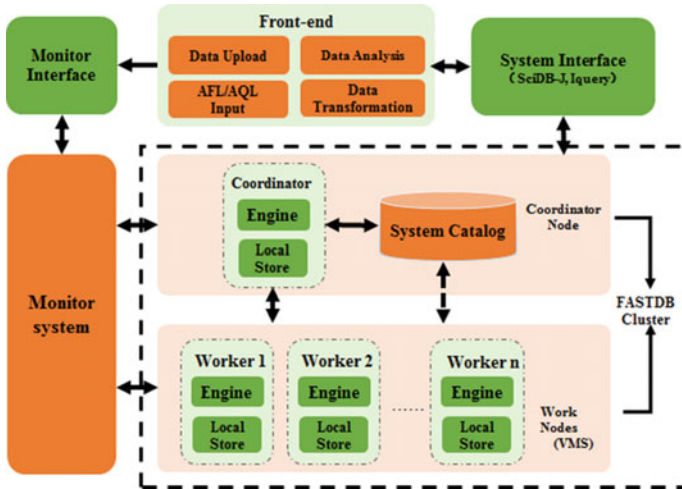 Front-end
Monitor
Interface
Data Upload
Data Analysis
AFL/AQL
Input
Data
Transformation
System Interface
(SciDB-J, Iquery)
Monitor
system
Coordinator
Engine
Local
Store
System Catalog
Coordinator
Node
FASTDB
Cluster
Worker 1
Engine
Local
Store
Worker 2
Engine
Local
Store
Worker n
Engine
Local
Store
Work
Nodes
(VMS)